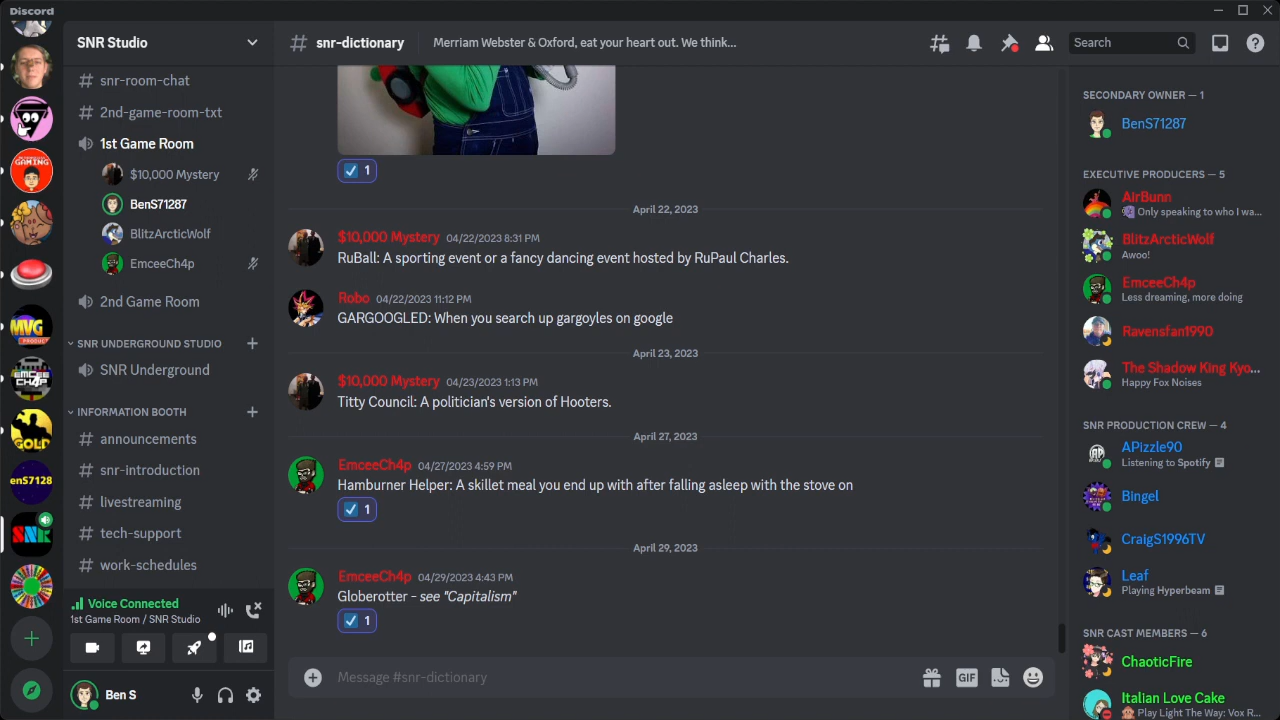 Discord
SNR Studio
snr-room-chat
2nd-game-room-txt
1st Game Room
$10,000 Mystery
BenS71287
BlitzArcticWolf
EmceeCh4p
2nd Game Room
SNR UNDERGROUND STUDIO
SNR Underground
INFORMATION BOOTH
announcements
snr-introduction
livestreaming
tech-support
work-schedules
Voice Connected
1st Game Room / SNR Studio
Ben S
GAMING
MVG
PRODUC
EMCEE
CH4P
GOLD
enS7128
SNR
snr-dictionary
Merriam Webster & Oxford, eat your heart out. We think...
Search
1
April 22, 2023
$10,000 Mystery 04/22/2023 8:31 PM
RuBall: A sporting event or a fancy dancing event hosted by RuPaul Charles.
Robo 04/22/2023 11:12 PM
GARGOOGLED: When you search up gargoyles on google
April 23, 2023
$10,000 Mystery 04/23/2023 1:13 PM
Titty Council: A politician's version of Hooters.
April 27, 2023
EmceeCh4p 04/27/2023 4:59 PM
Hamburner Helper: A skillet meal you end up with after falling asleep with the stove on
1
April 29, 2023
EmceeCh4p 04/29/2023 4:43 PM
Globerotter - see "Capitalism"
1
Message #snr-dictionary
GIF
SECONDARY OWNER — 1
BenS71287
EXECUTIVE PRODUCERS — 5
AirBunn
Only speaking to who I wa...
BlitzArcticWolf
Awoo!
EmceeCh4p
Less dreaming, more doing
Ravensfan1990
The Shadow King Kyo...
Happy Fox Noises
SNR PRODUCTION CREW — 4
APizzle90
Listening to Spotify
Bingel
CraigS1996TV
Leaf
Playing Hyperbeam
SNR CAST MEMBERS — 6
ChaoticFire
Italian Love Cake
Play Light The Way: Vox R...